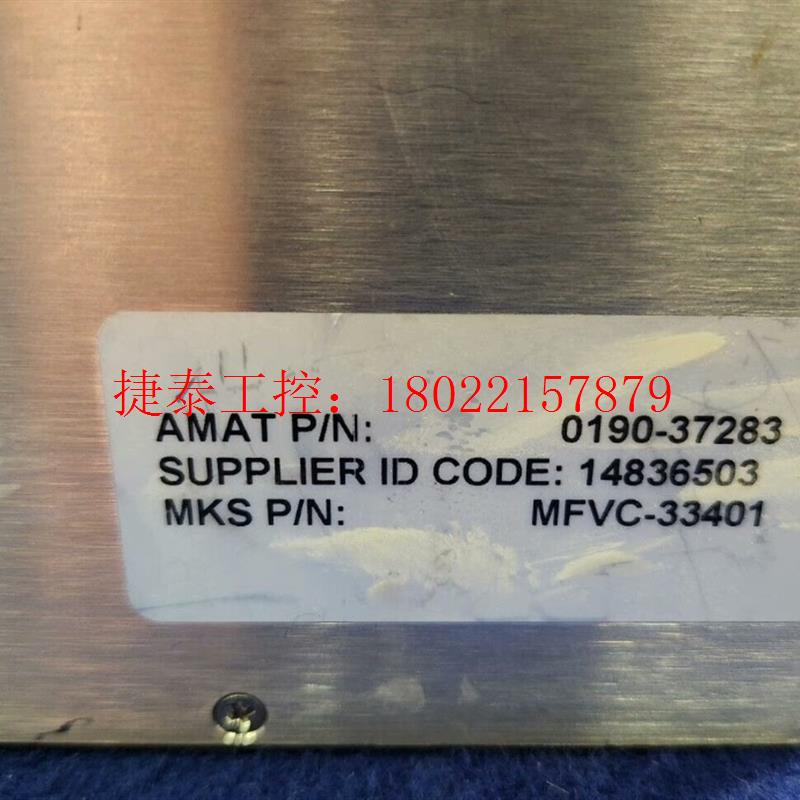 捷泰工控：18022157879
AMAT P/N: 0190-37283
SUPPLIER ID CODE: 14836503
MKS P/N: MFVC-33401